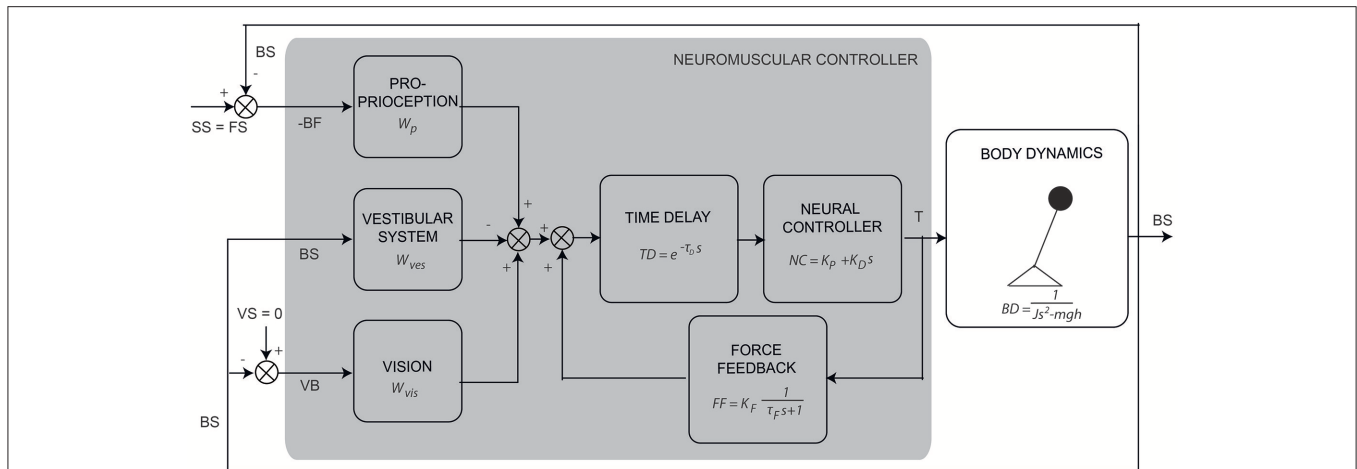 BS
NEUROMUSCULAR CONTROLLER
-
+
SS = FS
-BF
PRO-
PRIOCEPTION
W_p
+
BODY DYNAMICS
VESTIBULAR
SYSTEM
W_ves
BS
-
+
+
+
TIME DELAY
TD = e^-τ_D s
NEURAL
CONTROLLER
NC = K_P + K_D s
T
BS
BD = 1/Js²-mgh
VS = 0
-
+
VB
VISION
W_vis
FORCE
FEEDBACK
FF = K_F 1/τ_F s+1
BS